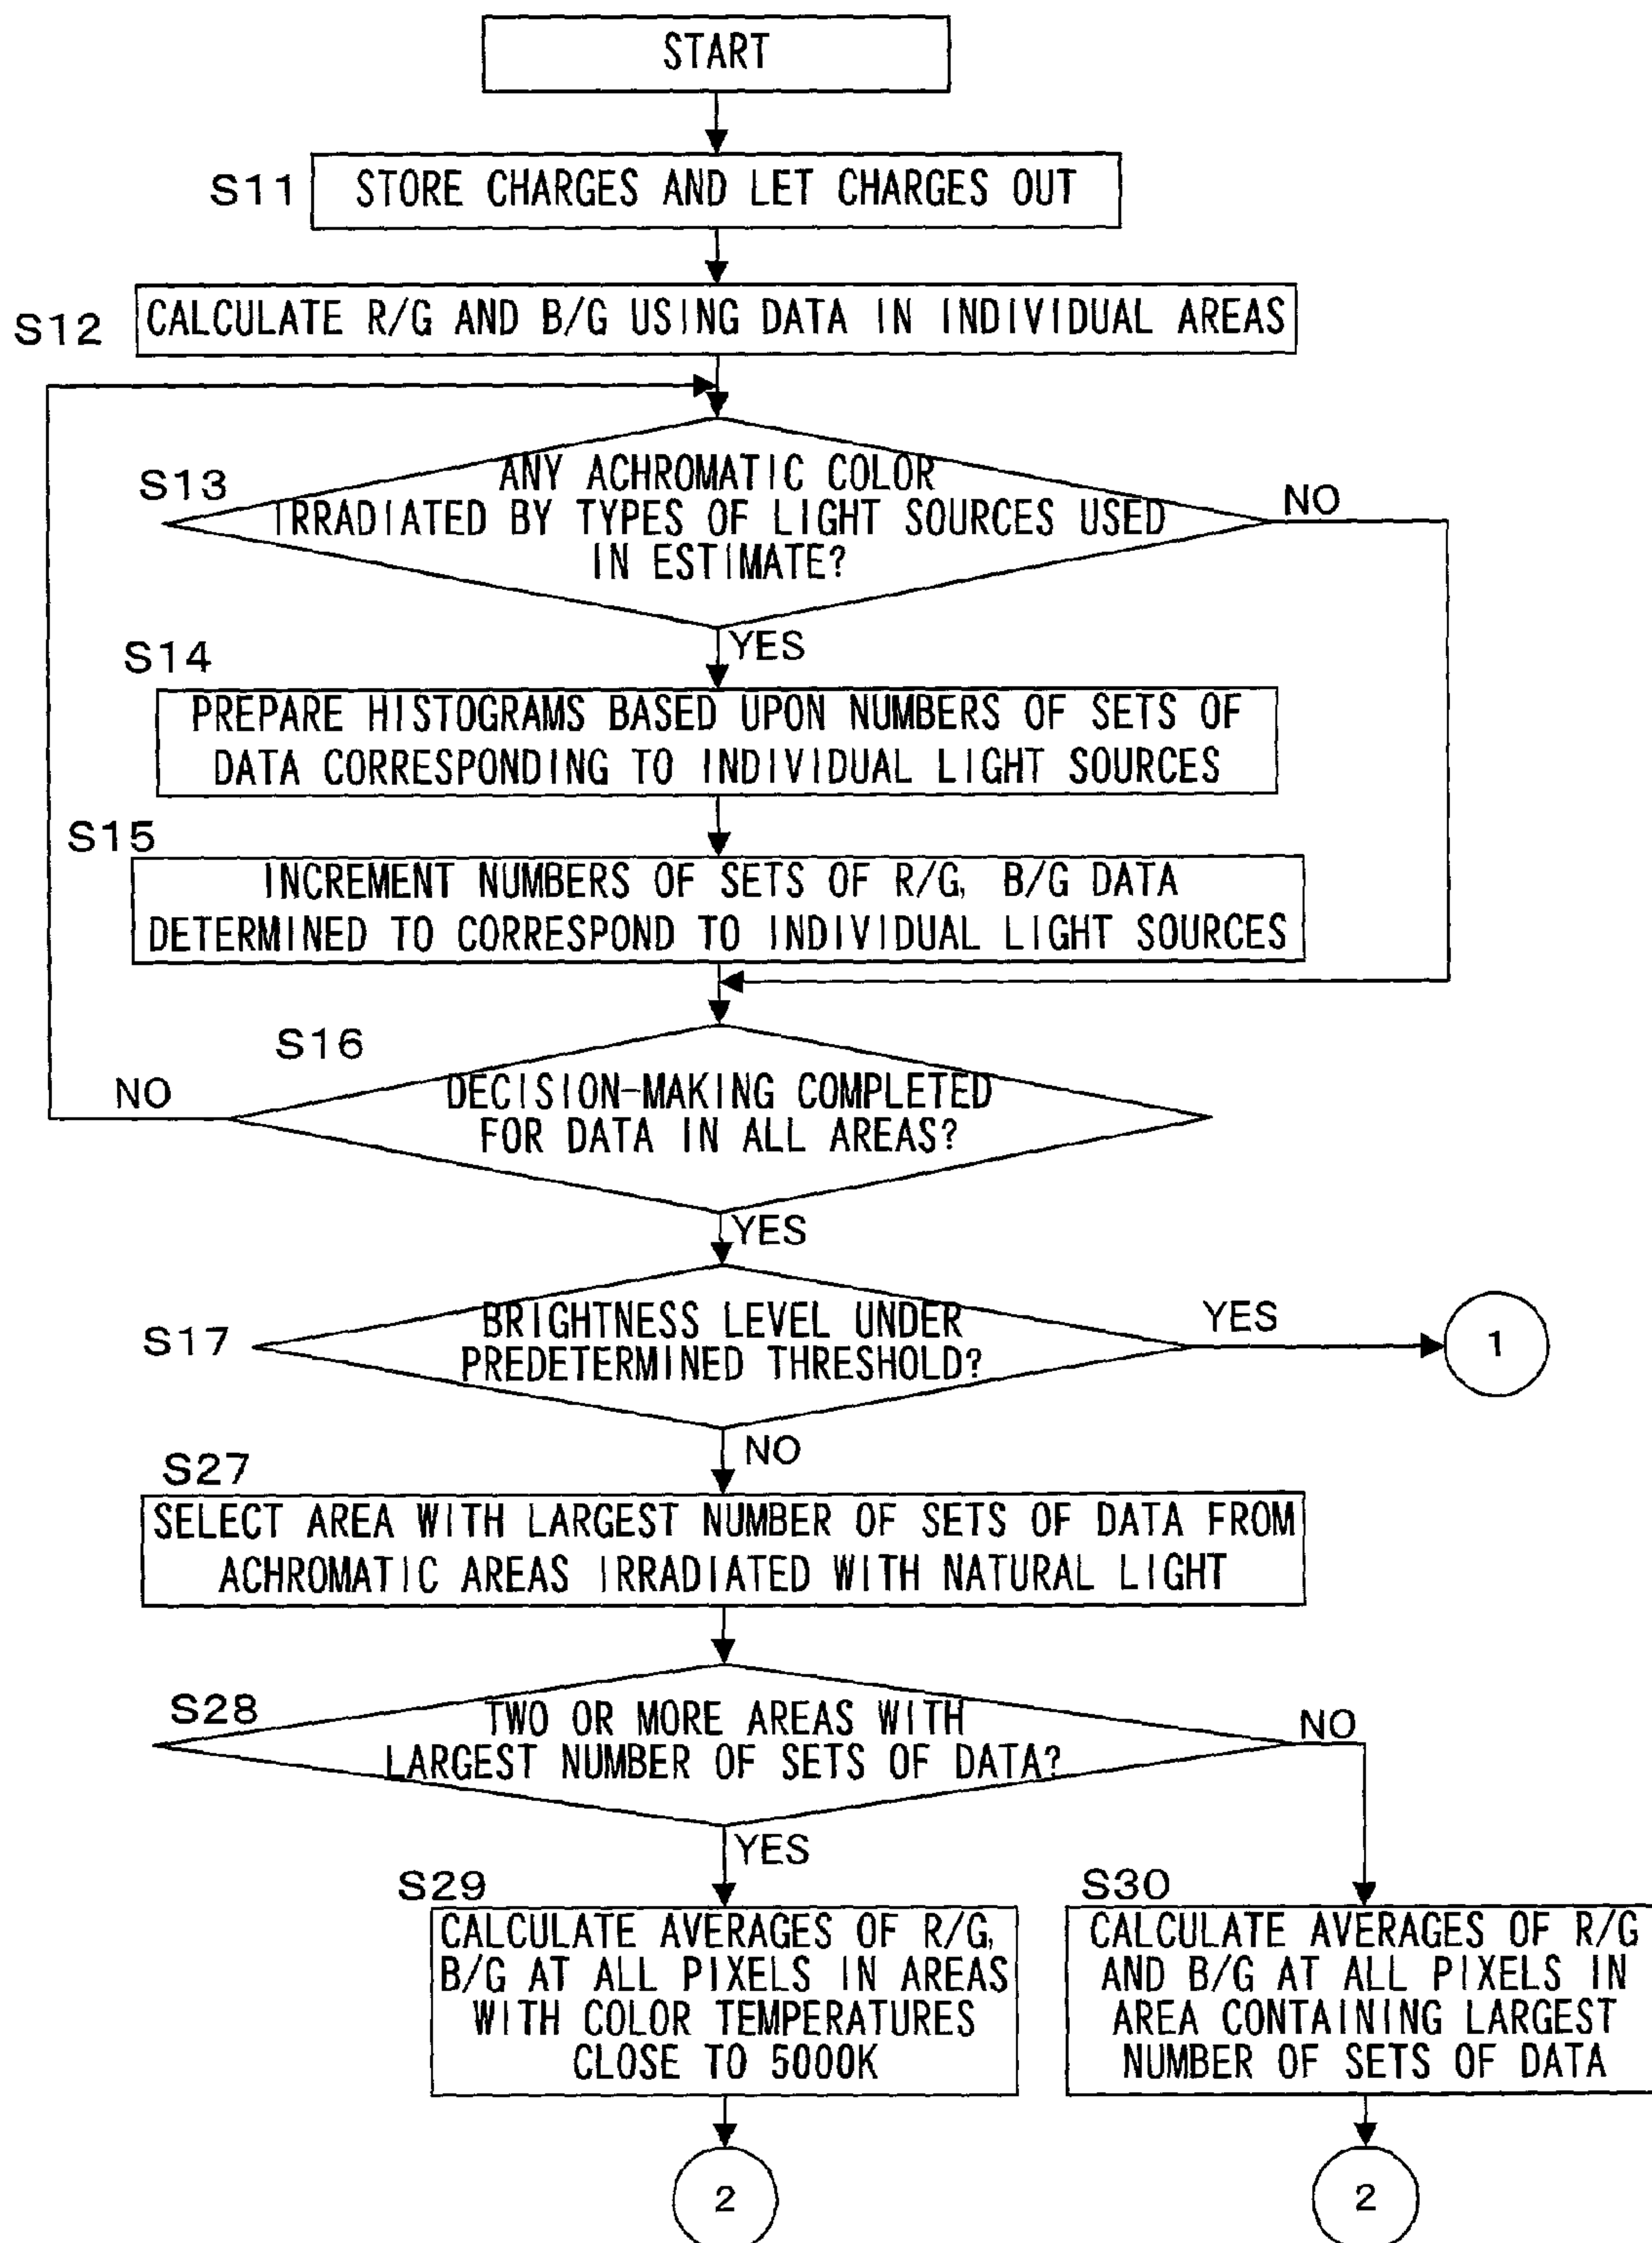 START
S11
STORE CHARGES AND LET CHARGES OUT
S12
CALCULATE R/G AND B/G USING DATA IN INDIVIDUAL AREAS
S13
ANY ACHROMATIC COLOR
IRRADIATED BY TYPES OF LIGHT SOURCES USED
IN ESTIMATE?
NO
YES
S14
PREPARE HISTOGRAMS BASED UPON NUMBERS OF SETS OF
DATA CORRESPONDING TO INDIVIDUAL LIGHT SOURCES
S15
INCREMENT NUMBERS OF SETS OF R/G, B/G DATA
DETERMINED TO CORRESPOND TO INDIVIDUAL LIGHT SOURCES
S16
NO
DECISION-MAKING COMPLETED
FOR DATA IN ALL AREAS?
YES
S17
BRIGHTNESS LEVEL UNDER
PREDETERMINED THRESHOLD?
YES
1
NO
S27
SELECT AREA WITH LARGEST NUMBER OF SETS OF DATA FROM
ACHROMATIC AREAS IRRADIATED WITH NATURAL LIGHT
S28
TWO OR MORE AREAS WITH
LARGEST NUMBER OF SETS OF DATA?
NO
YES
S29
CALCULATE AVERAGES OF R/G,
B/G AT ALL PIXELS IN AREAS
WITH COLOR TEMPERATURES
CLOSE TO 5000K
2
S30
CALCULATE AVERAGES OF R/G
AND B/G AT ALL PIXELS IN
AREA CONTAINING LARGEST
NUMBER OF SETS OF DATA
2